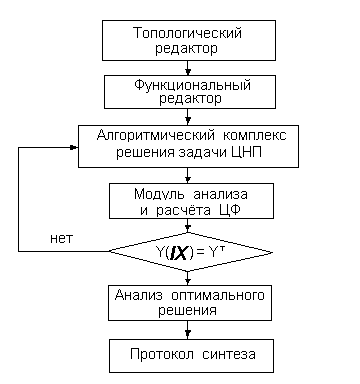 Топологический
редактор
Функциональный
редактор
Алгоритмический комплекс
решения задачи ЦНП
Модуль анализа
и расчёта ЦФ
нет
Y(IX) = Yᵀ
Анализ оптимального
решения
Протокол синтеза